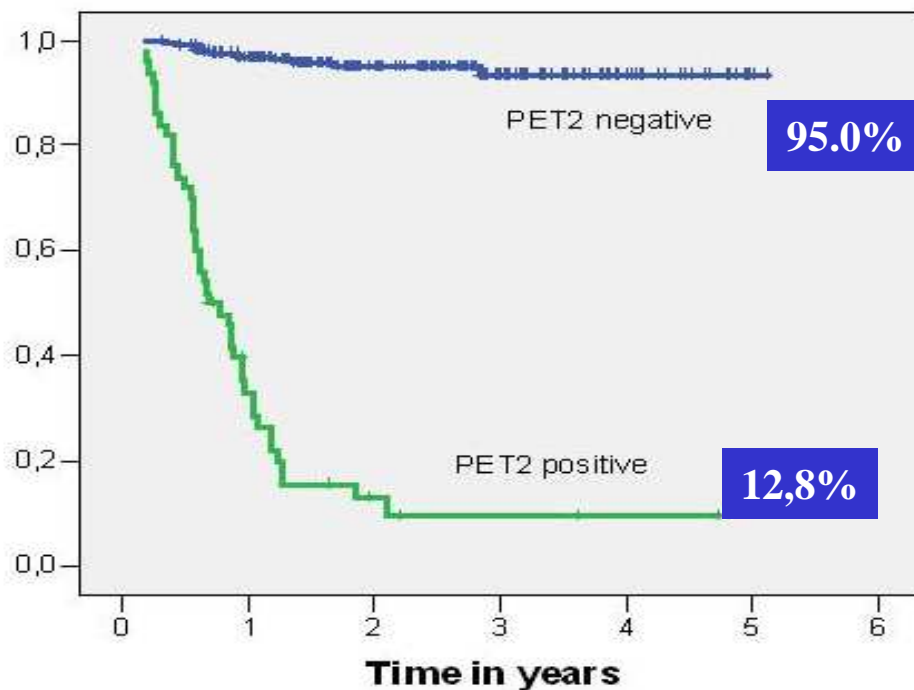 1,0
PET2 negative
95.0%
0,8
0,6
0,4
0,2
PET2 positive
12,8%
0,0
0 1 2 3 4 5 6
Time in years